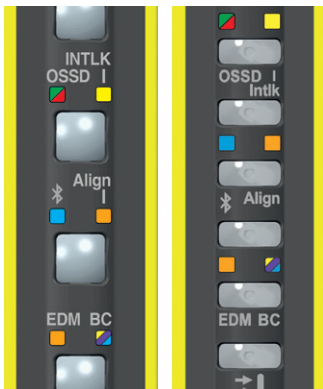 INTLK
OSSD I
Align
I
EDM BC
OSSD I
Intlk
Align
EDM BC